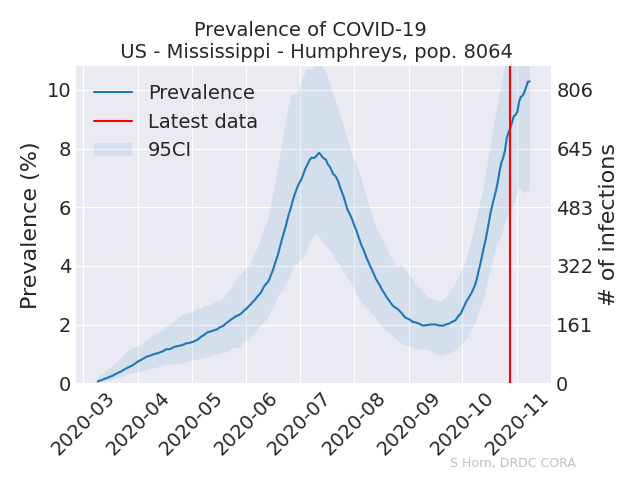 Prevalence of COVID-19
US - Mississippi - Humphreys, pop. 8064
Prevalence
Latest data
95CI
Prevalence (%)
10
8
6
4
2
0
806
645
483
322
161
0
# of infections
2020-03
2020-04
2020-05
2020-06
2020-07
2020-08
2020-09
2020-10
2020-11
S Horn, DRDC CORA